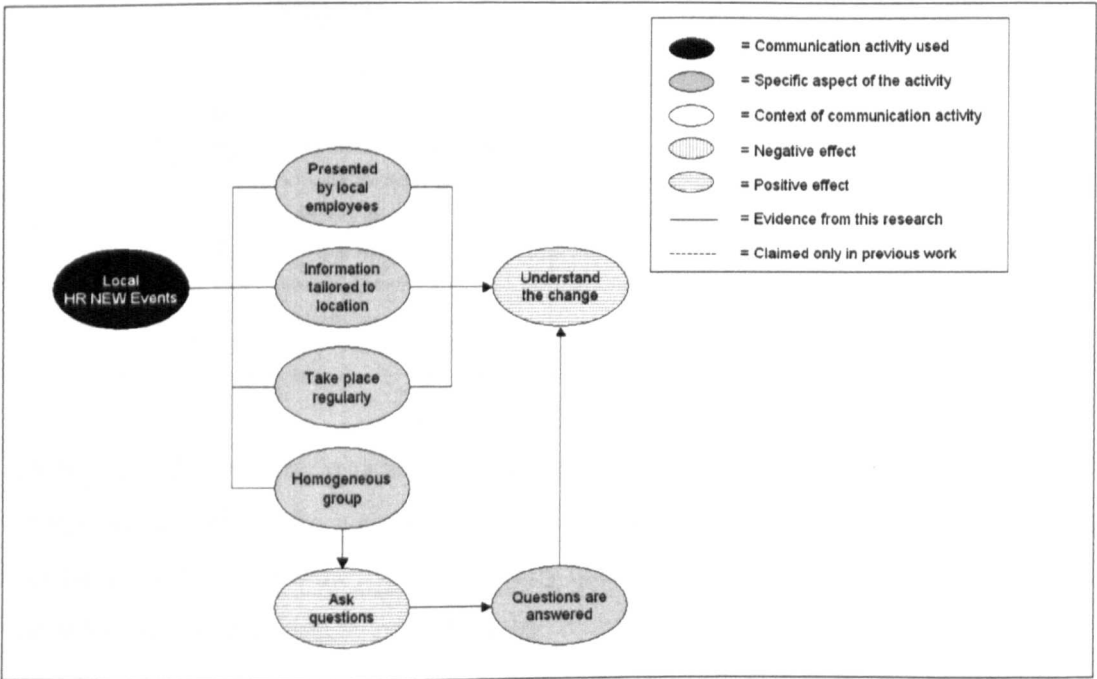 = Communication activity used
= Specific aspect of the activity
= Context of communication activity
= Negative effect
= Positive effect
= Evidence from this research
= Claimed only in previous work
Presented
by local
employees
Local
HR NEW Events
Information
tailored to
location
Understand
the change
Take place
regularly
Homogeneous
group
Ask
questions
Questions are
answered